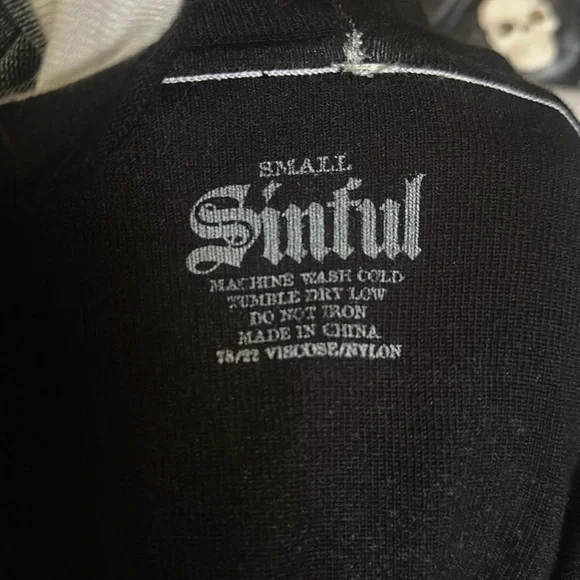 SMALL
Sinful
MACHINE WASH COLD
TUMBLE DRY LOW
DO NOT IRON
MADE IN CHINA
78/22 VISCOSE/NYLON